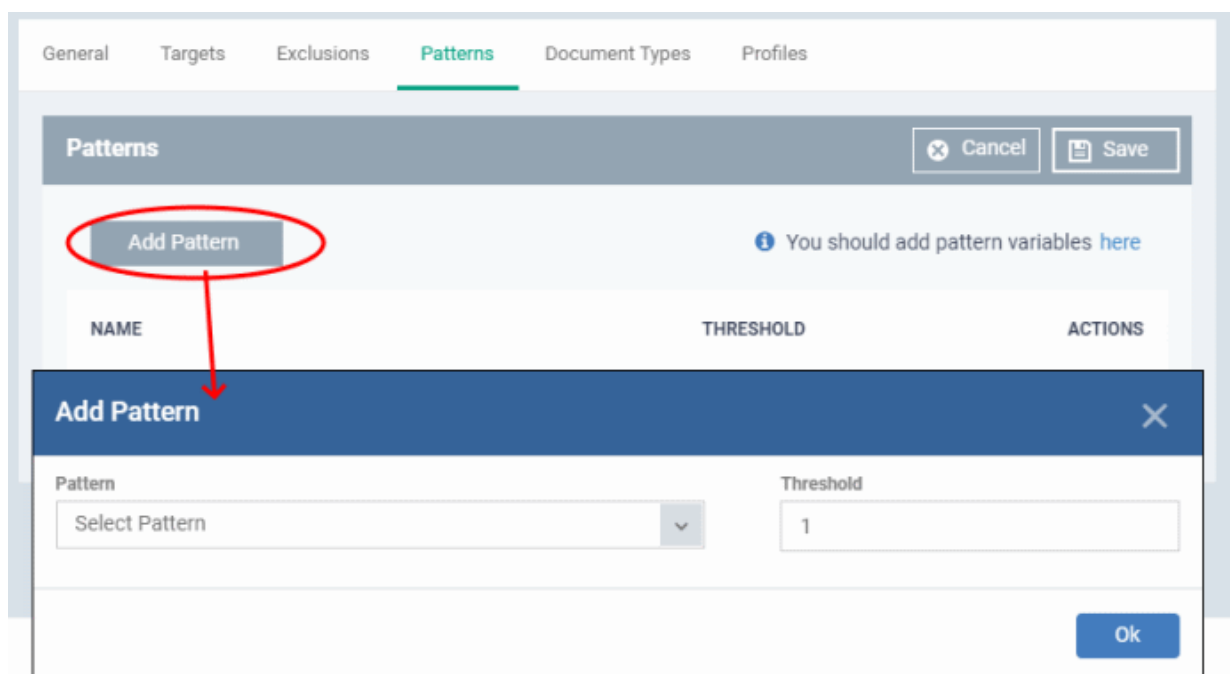 General Targets Exclusions Patterns Document Types Profiles
Patterns Cancel Save
Add Pattern You should add pattern variables here
NAME THRESHOLD ACTIONS
Add Pattern
Pattern Threshold
Select Pattern 1
Ok